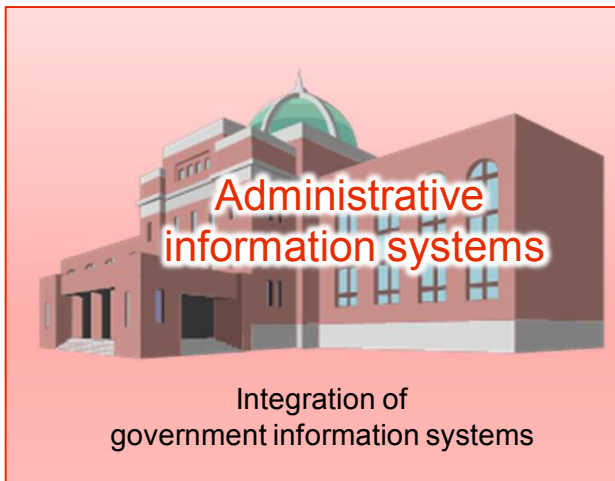 Administrative
information systems
Integration of
government information systems